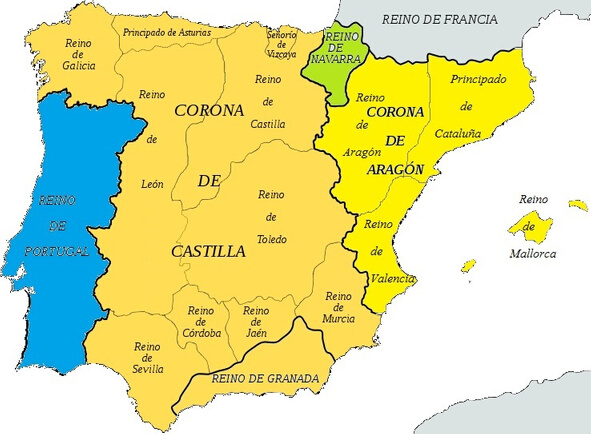 REINO DE FRANCIA
Reino
de
Galicia
Principado de Asturias
Señorío
de
Vizcaya
REINO
DE
NAVARRA
Reino
de
León
Reino
de
Castilla
CORONA
DE
CASTILLA
Reino
de
Toledo
Reino
de
Aragón
CORONA
DE
ARAGÓN
Principado
de
Cataluña
REINO
DE
PORTUGAL
Reino
de
Valencia
Reino
de
Mallorca
Reino
de
Sevilla
Reino
de
Córdoba
Reino
de
Jaén
Reino
de
Murcia
REINO DE GRANADA